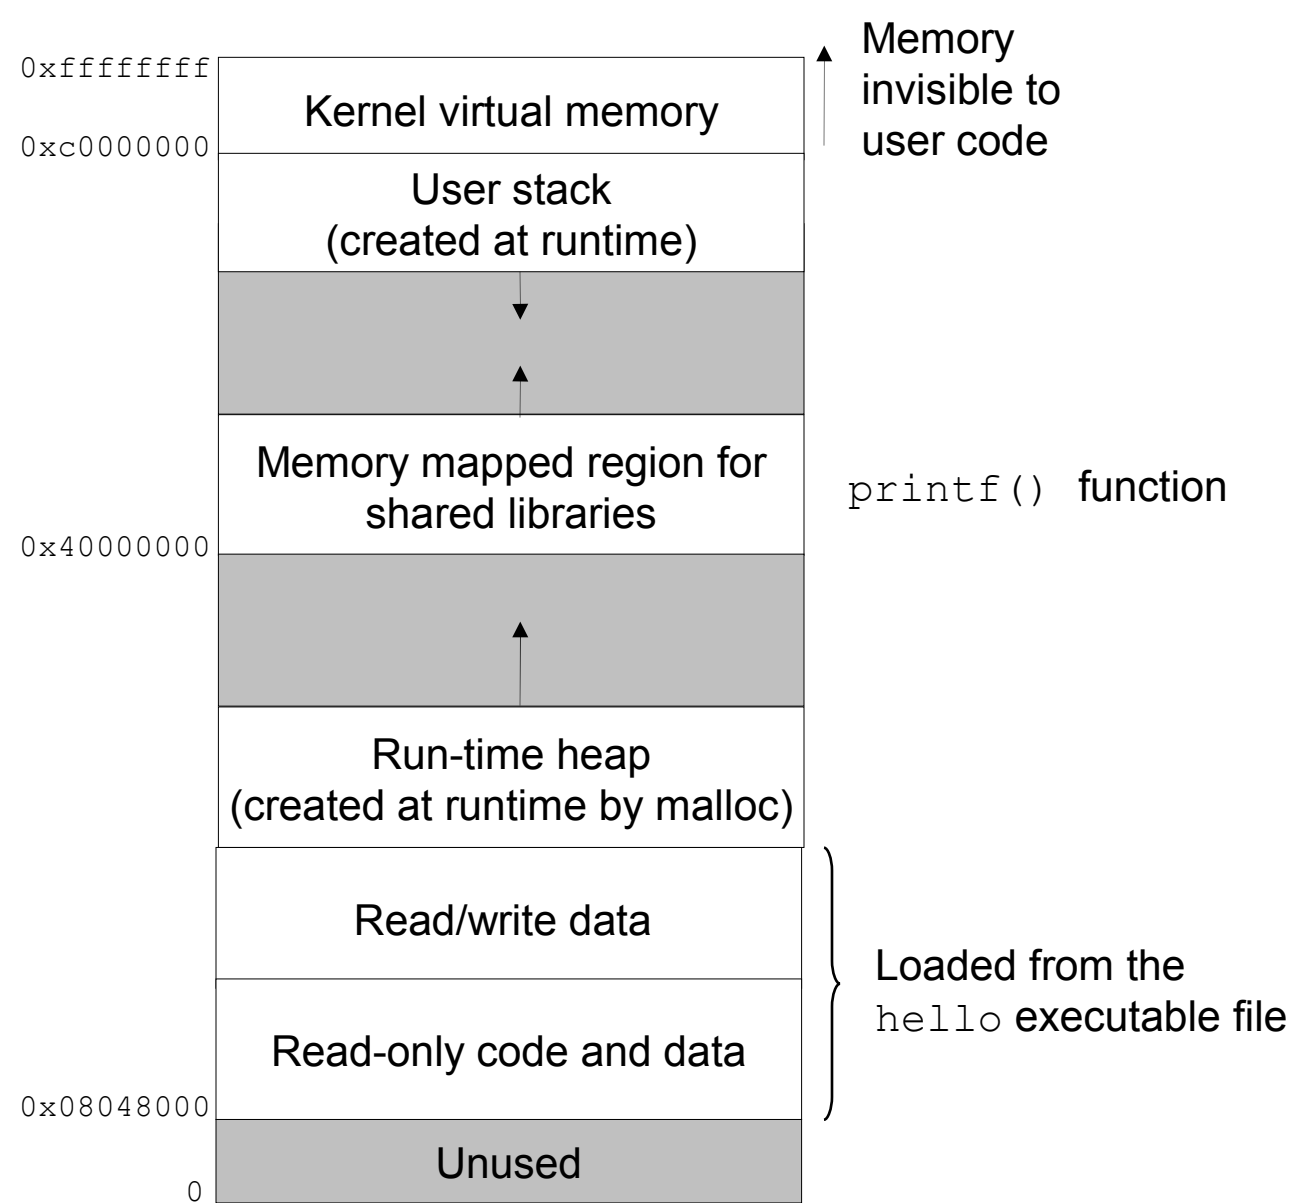 0xffffffff
Kernel virtual memory
Memory
invisible to
user code
0xc0000000
User stack
(created at runtime)
Memory mapped region for
shared libraries
printf() function
0x40000000
Run-time heap
(created at runtime by malloc)
Read/write data
Loaded from the
hello executable file
Read-only code and data
0x08048000
Unused
0